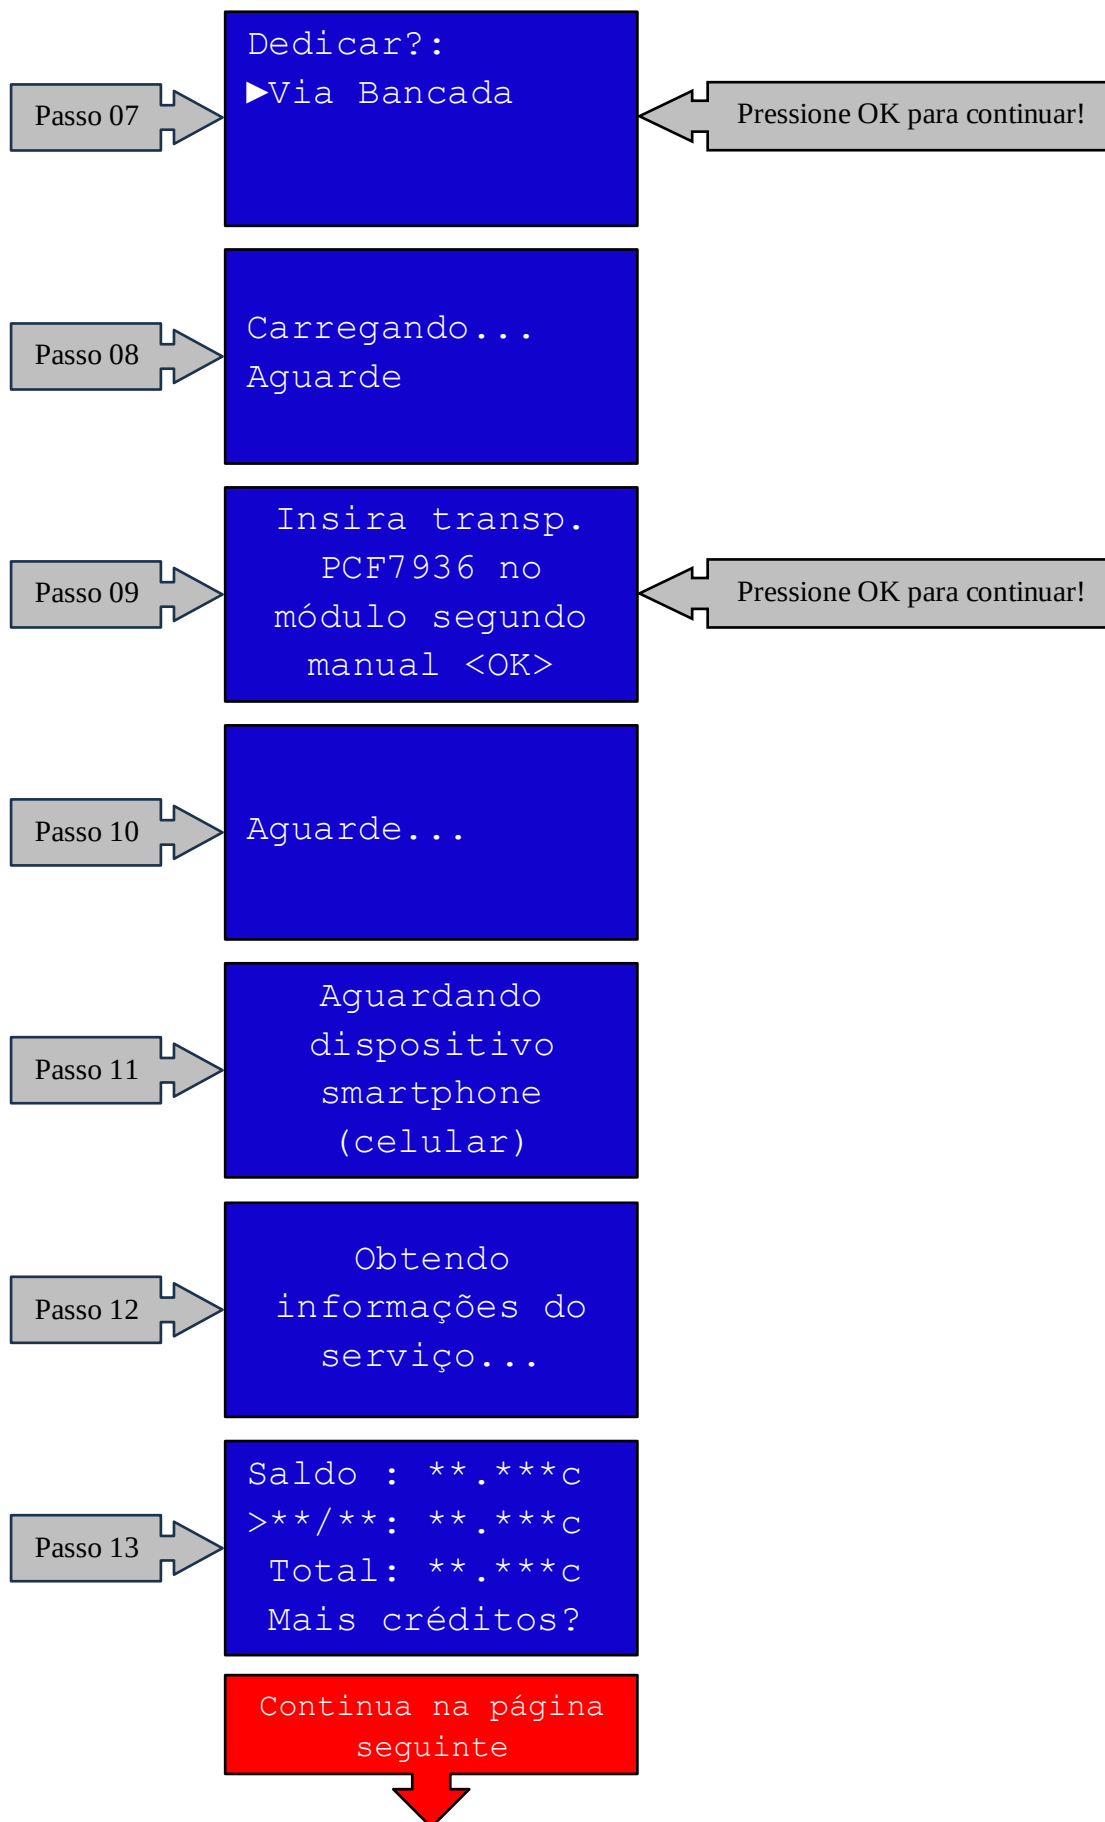 Dedicar?:
►Via Bancada
Passo 07
Pressione OK para continuar!
Carregando...
Aguarde
Passo 08
Insira transp.
PCF7936 no
módulo segundo
manual <OK>
Passo 09
Pressione OK para continuar!
Aguarde...
Passo 10
Aguardando
dispositivo
smartphone
(celular)
Passo 11
Obtendo
informações do
serviço...
Passo 12
Saldo : **.***c
>**/**: **.***c
Total: **.***c
Mais créditos?
Passo 13
Continua na página
seguinte